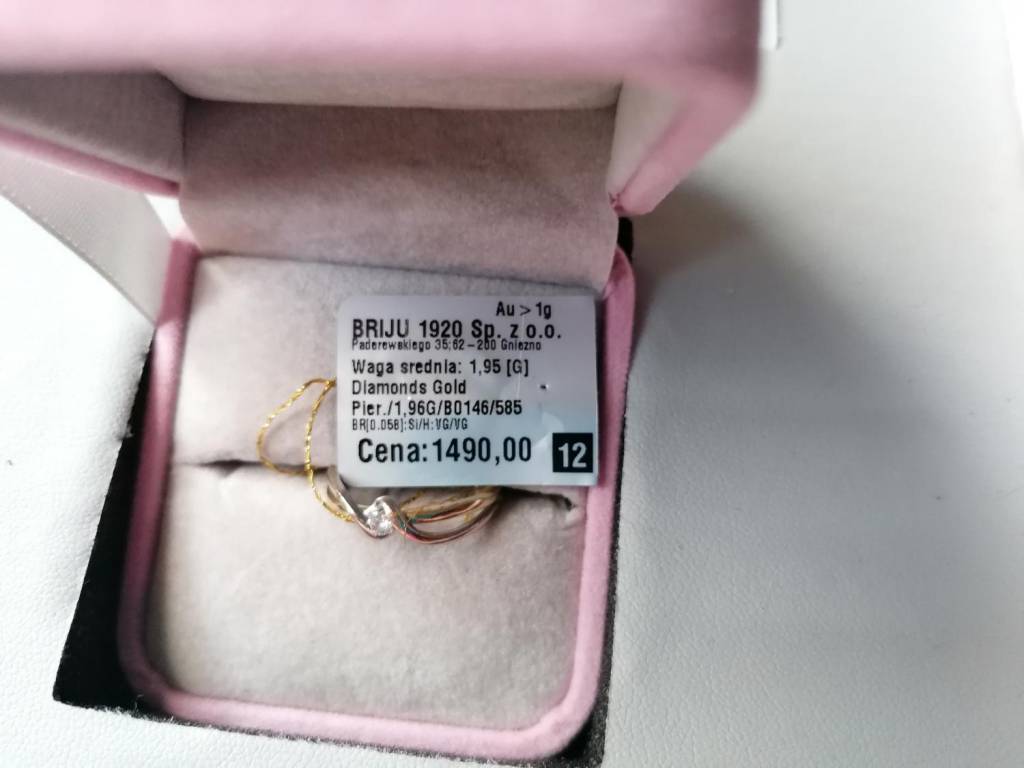 Au > 1g
BRIJU 1920 Sp. z o.o.
Paderewskiego 35;62-200 Gniezno
Waga srednia: 1,95 [G]
Diamonds Gold
Pier./1,96G/B0146/585
BR[0.05B]:Si/H:VG/VG
Cena:1490,00 12